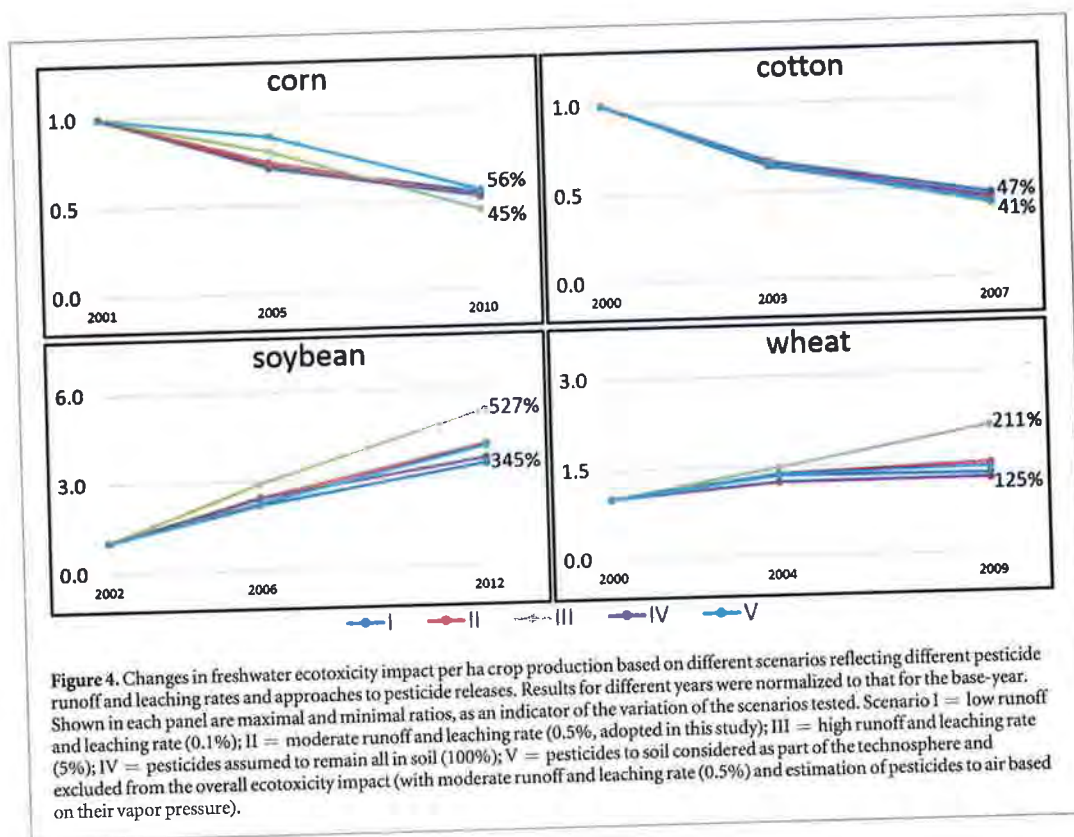 corn
1.0
0.5
0.0
56%
45%
2001 2005 2010
cotton
1.0
0.5
0.0
47%
41%
2000 2003 2007
soybean
6.0
3.0
0.0
527%
345%
2002 2006 2012
wheat
3.0
1.5
0.0
211%
125%
2000 2004 2009
I II III IV V
Figure 4. Changes in freshwater ecotoxicity impact per ha crop production based on different scenarios reflecting different pesticide
runoff and leaching rates and approaches to pesticide releases. Results for different years were normalized to that for the base-year.
Shown in each panel are maximal and minimal ratios, as an indicator of the variation of the scenarios tested. Scenario I = low runoff
and leaching rate (0.1%); II = moderate runoff and leaching rate (0.5%, adopted in this study); III = high runoff and leaching rate
(5%); IV = pesticides assumed to remain all in soil (100%); V = pesticides to soil considered as part of the technosphere and
excluded from the overall ecotoxicity impact (with moderate runoff and leaching rate (0.5%) and estimation of pesticides to air based
on their vapor pressure).